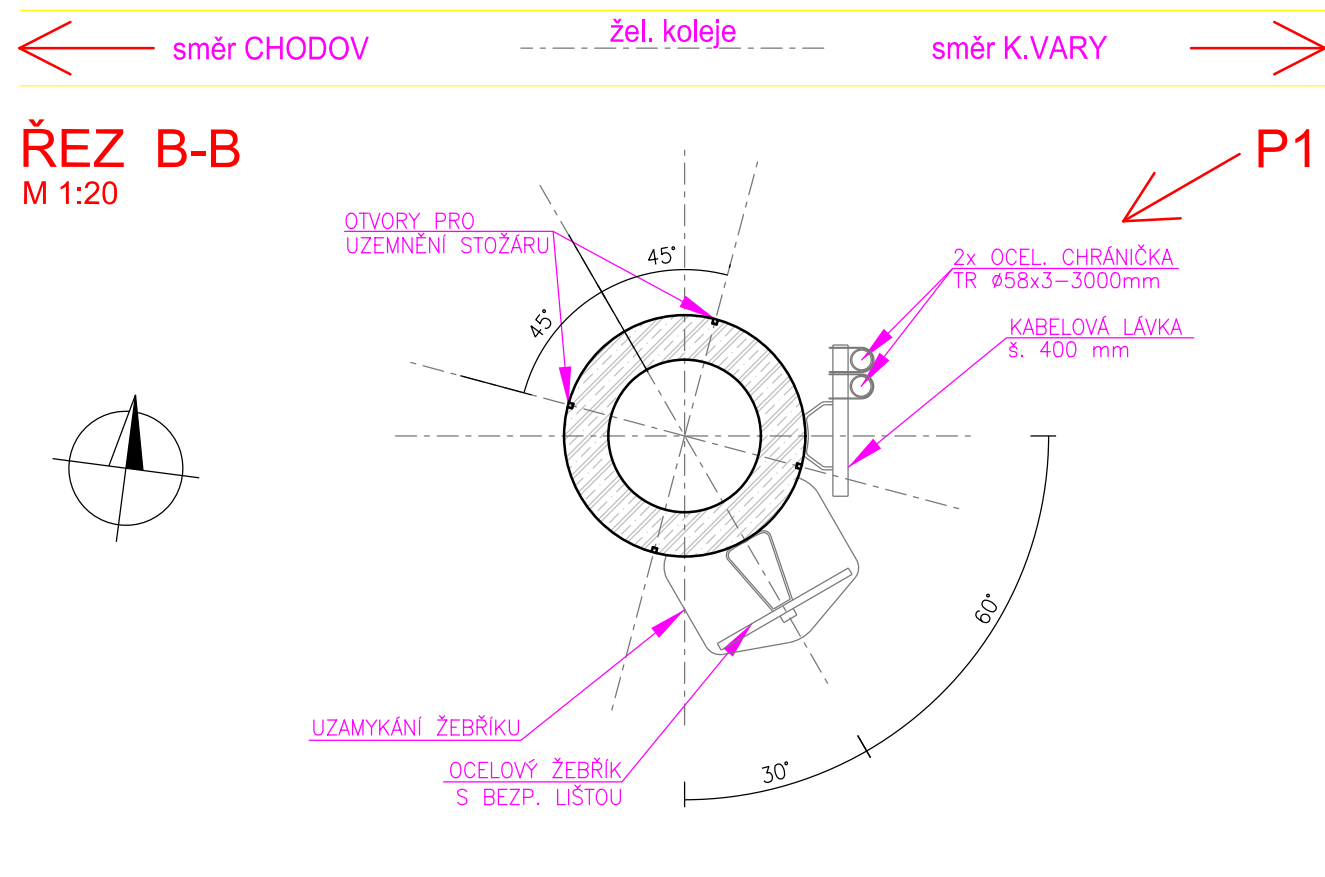 směr CHODOV
žel. koleje
směr K.VARY
ŘEZ B-B
M 1:20
P1
OTVORY PRO
UZEMNĚNÍ STOŽÁRU
45°
45°
2x OCEL. CHRÁNIČKA
TR ø58x3-3000mm
KABELOVÁ LÁVKA
š. 400 mm
60°
30°
UZAMYKÁNÍ ŽEBŘÍKU
OCELOVÝ ŽEBŘÍK
S BEZP. LIŠTOU